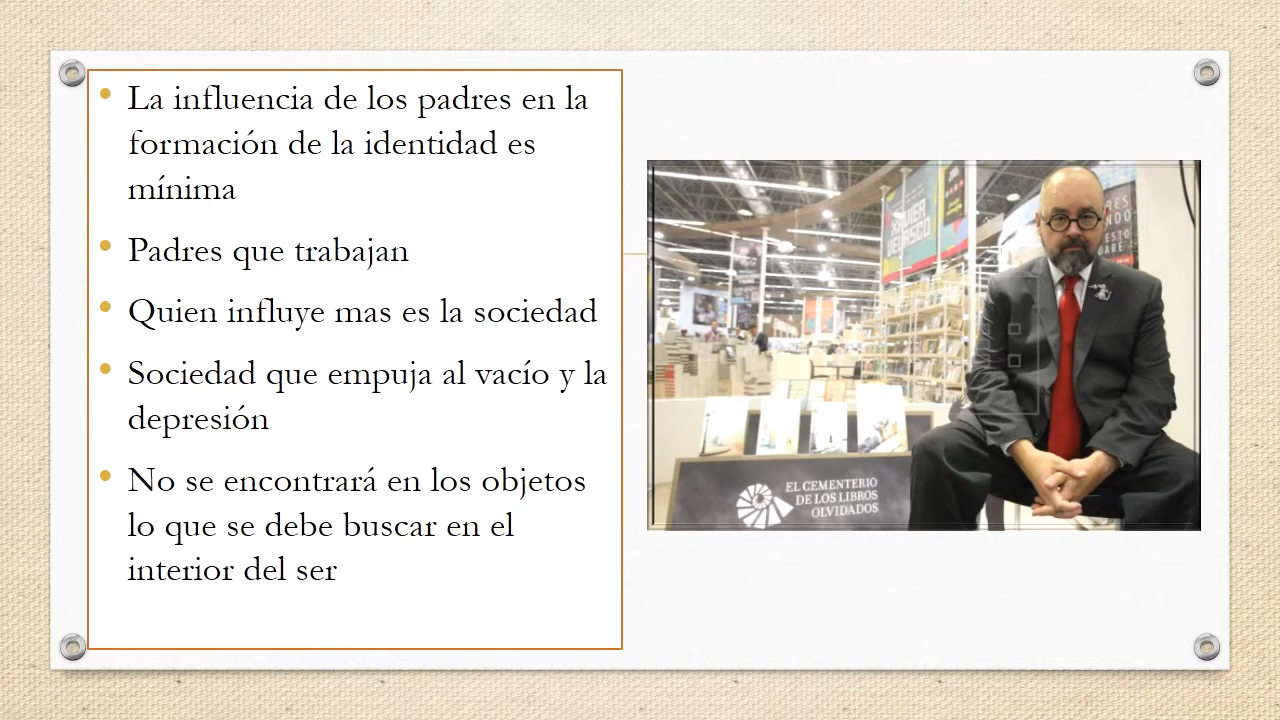 La influencia de los padres en la
formación de la identidad es
mínima
Padres que trabajan
Quien influye mas es la sociedad
Sociedad que empuja al vacío y la
depresión
No se encontrará en los objetos
lo que se debe buscar en el
interior del ser
XAVIER
VELASCO
EL CEMENTERIO
DE LOS LIBROS
OLVIDADOS